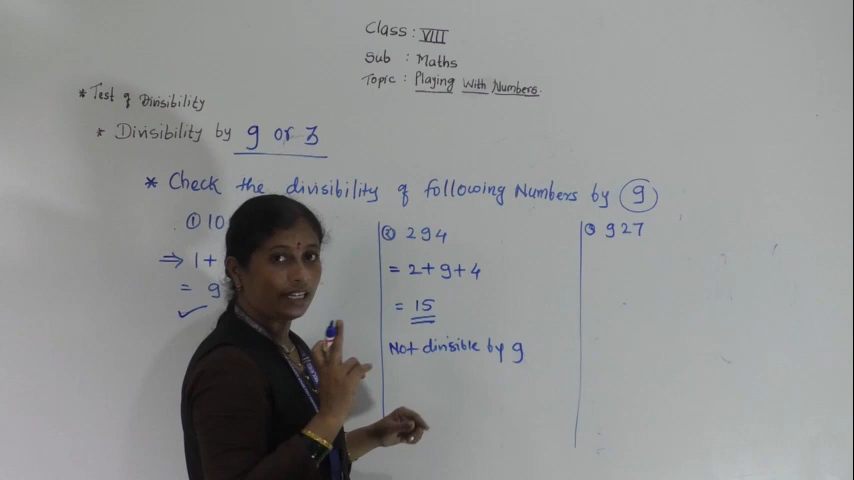 Class : VIII
Sub : Maths
Topic : Playing With Numbers.
* Test of Divisibility
* Divisibility by 9 or 3
* Check the divisibility of following Numbers by 9
① 10
⇒ 1+
= 9
✓
② 294
= 2+9+4
= 15
Not divisible by 9
③ 927